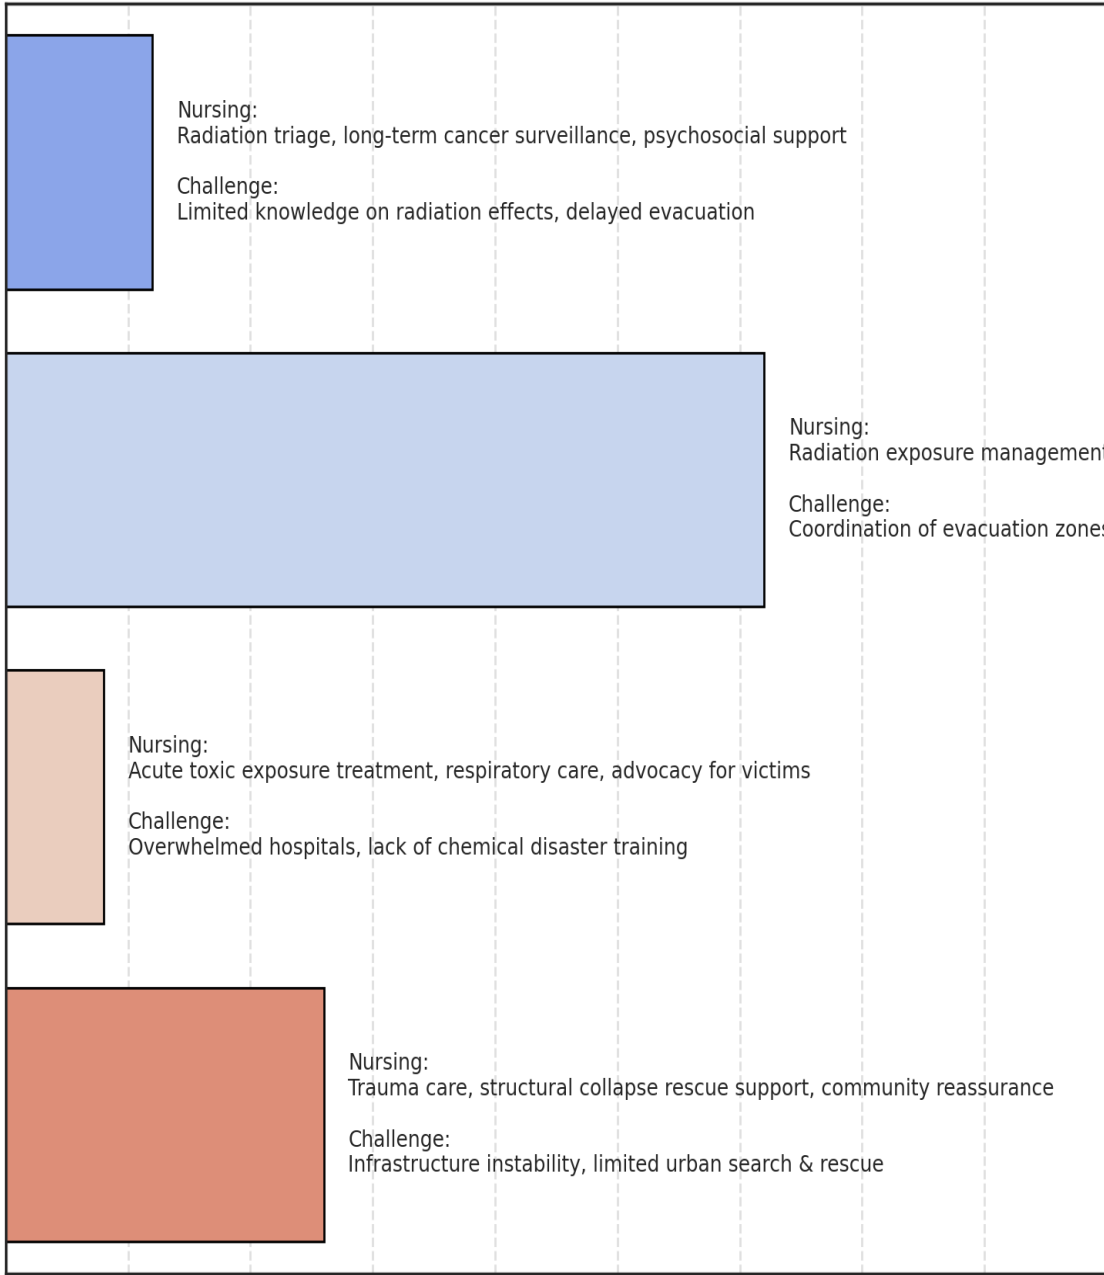 Nursing:
Radiation triage, long-term cancer surveillance, psychosocial support
Challenge:
Limited knowledge on radiation effects, delayed evacuation
Nursing:
Radiation exposure management
Challenge:
Coordination of evacuation zones
Nursing:
Acute toxic exposure treatment, respiratory care, advocacy for victims
Challenge:
Overwhelmed hospitals, lack of chemical disaster training
Nursing:
Trauma care, structural collapse rescue support, community reassurance
Challenge:
Infrastructure instability, limited urban search & rescue